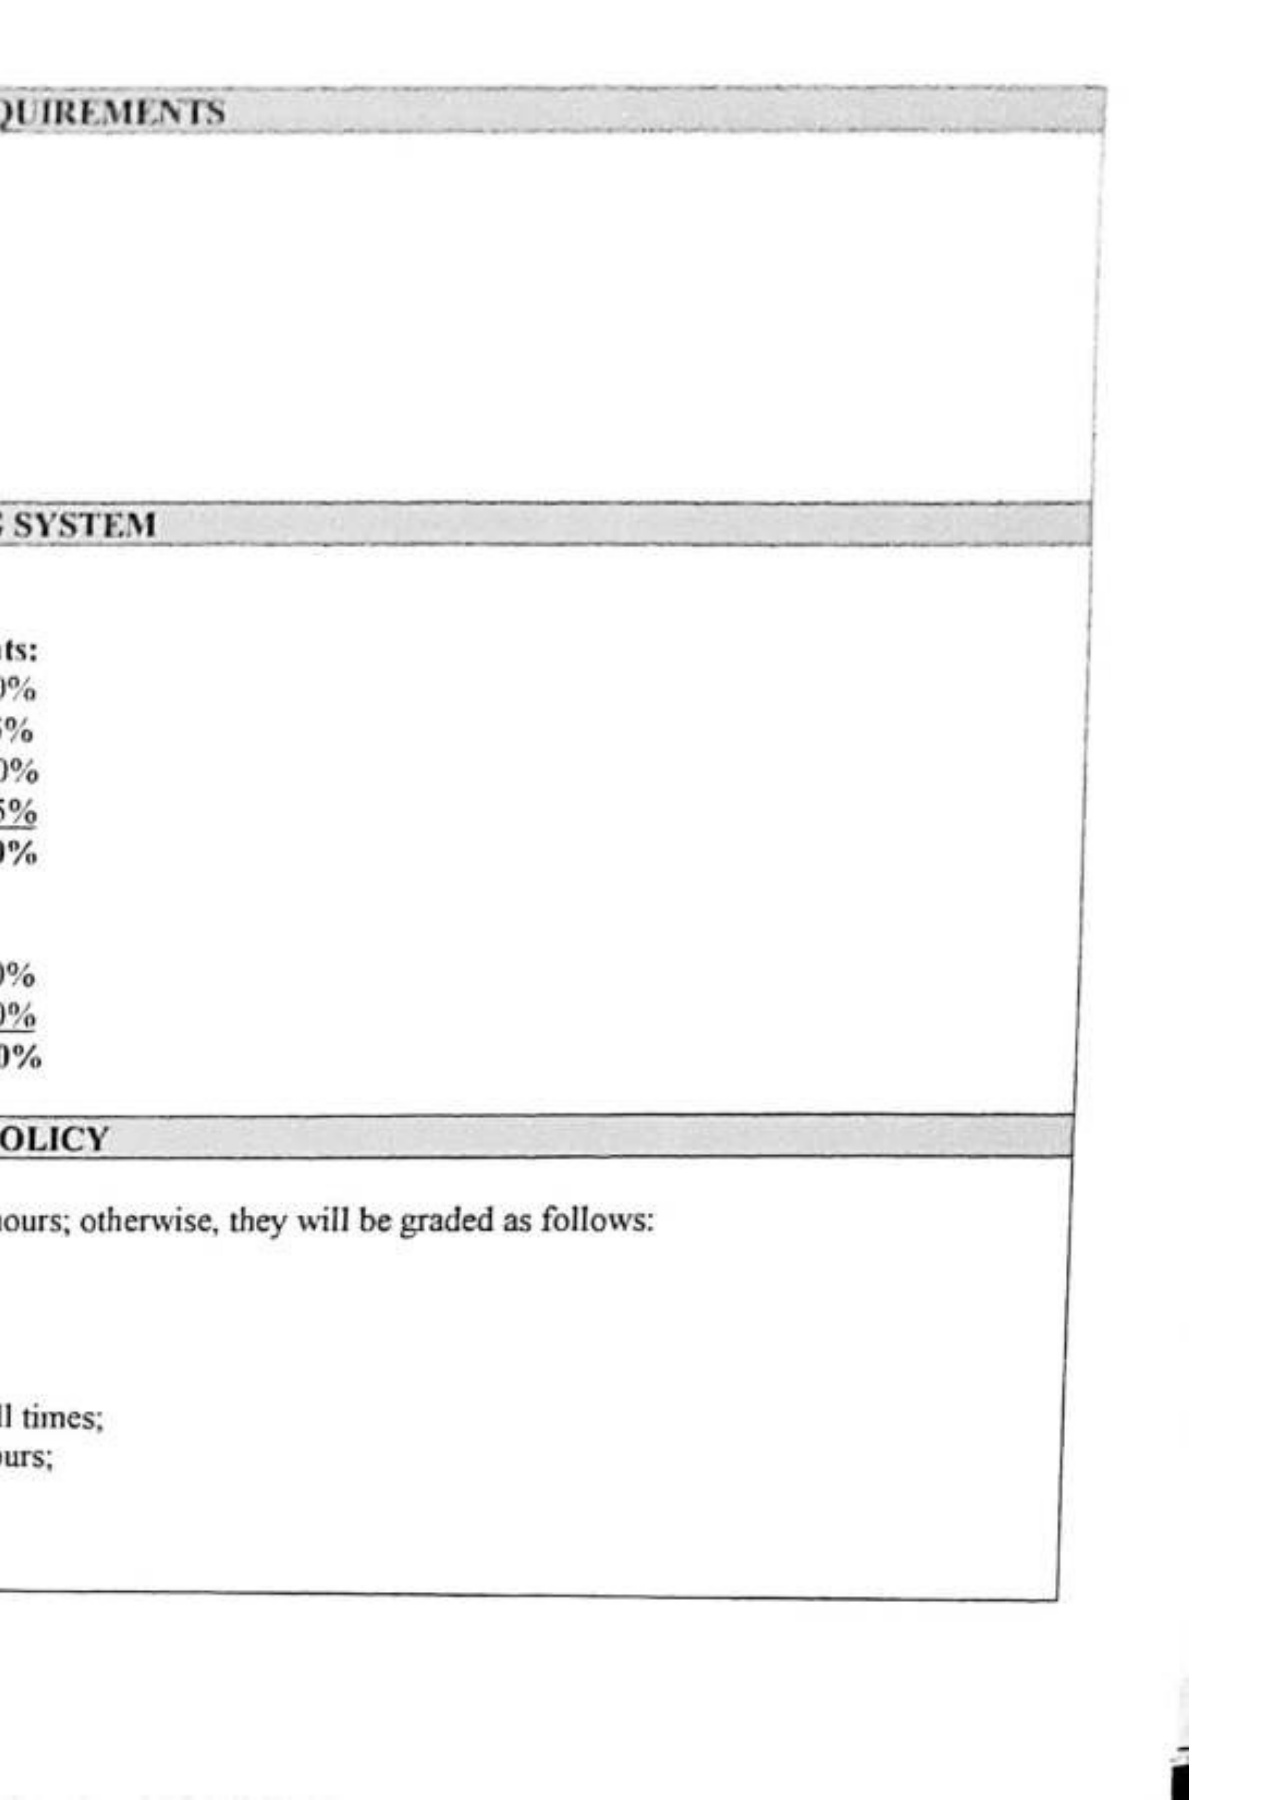 QUIREMENTS
SYSTEM
ts:
0%
5%
0%
5%
0%
0%
0%
0%
OLICY
ours; otherwise, they will be graded as follows:
ll times;
ours;